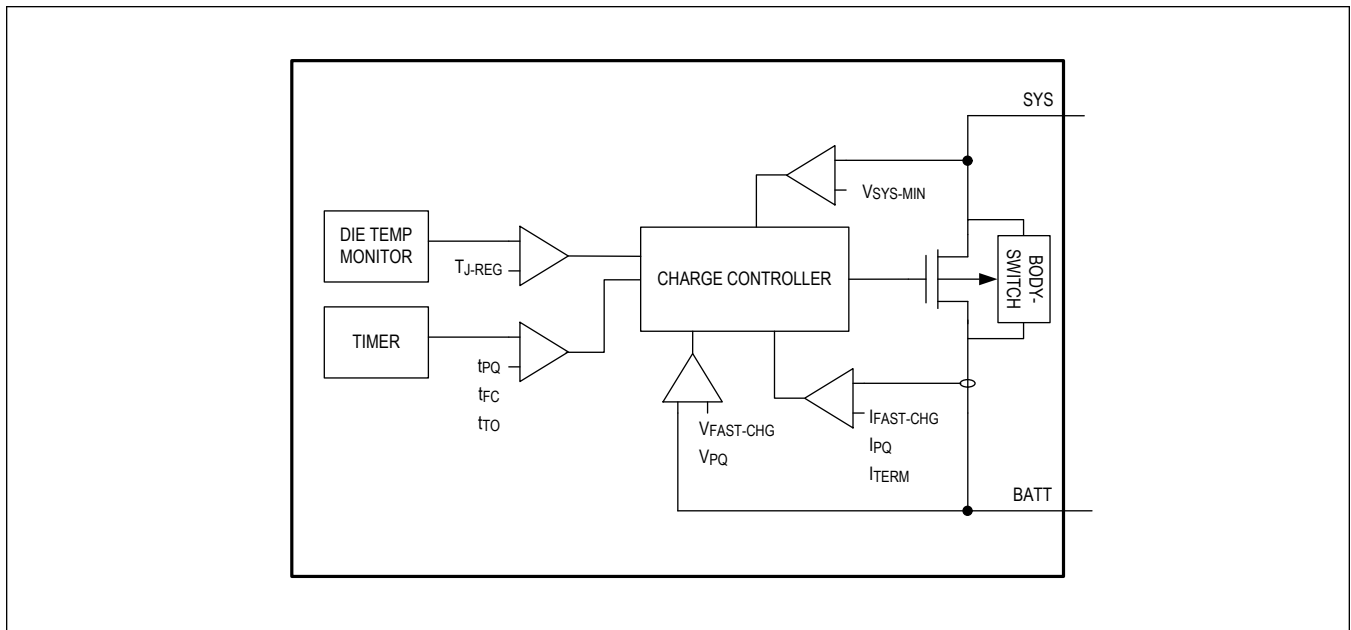 SYS
VSYS-MIN
DIE TEMP
MONITOR
TJ-REG
CHARGE CONTROLLER
BODY-
SWITCH
TIMER
tPQ
tFC
tTO
VFAST-CHG
VPQ
IFAST-CHG
IPQ
ITERM
BATT